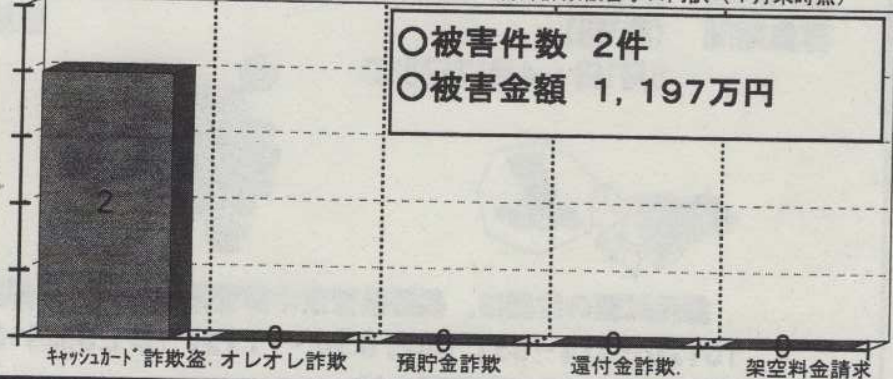 ○被害件数 2件
○被害金額 1,197万円
2
0
0
0
0
キャッシュカード詐欺盗.
オレオレ詐欺
預貯金詐欺
還付金詐欺.
架空料金請求